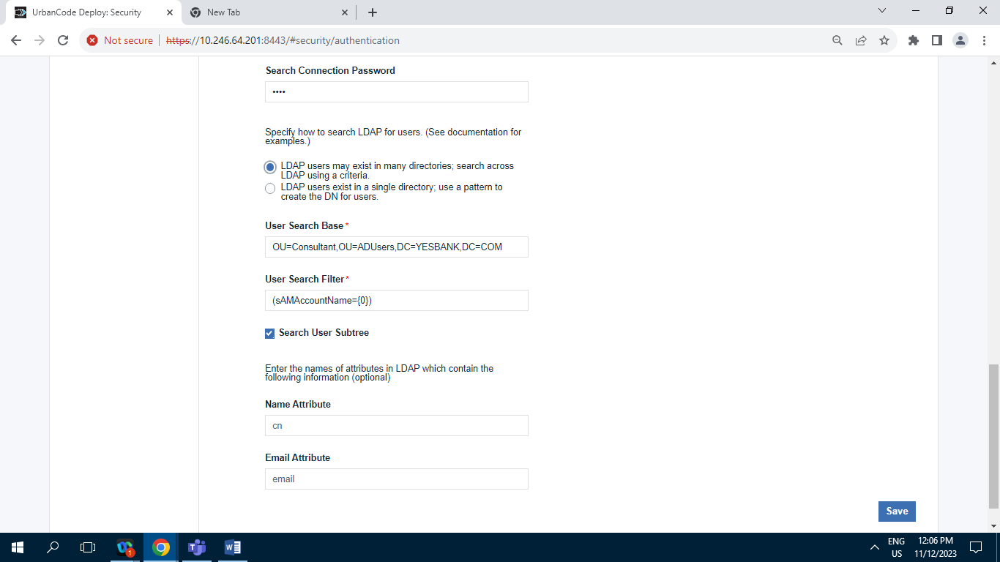 UrbanCode Deploy: Security
New Tab
Not secure
https://10.246.64.201:8443/#security/authentication
Search Connection Password
••••
Specify how to search LDAP for users. (See documentation for
examples.)
LDAP users may exist in many directories; search across
LDAP using a criteria.
LDAP users exist in a single directory; use a pattern to
create the DN for users.
User Search Base *
OU=Consultant,OU=ADUsers,DC=YESBANK,DC=COM
User Search Filter *
(sAMAccountName={0})
Search User Subtree
Enter the names of attributes in LDAP which contain the
following information (optional)
Name Attribute
cn
Email Attribute
email
Save
1
ENG
US
12:06 PM
11/12/2023